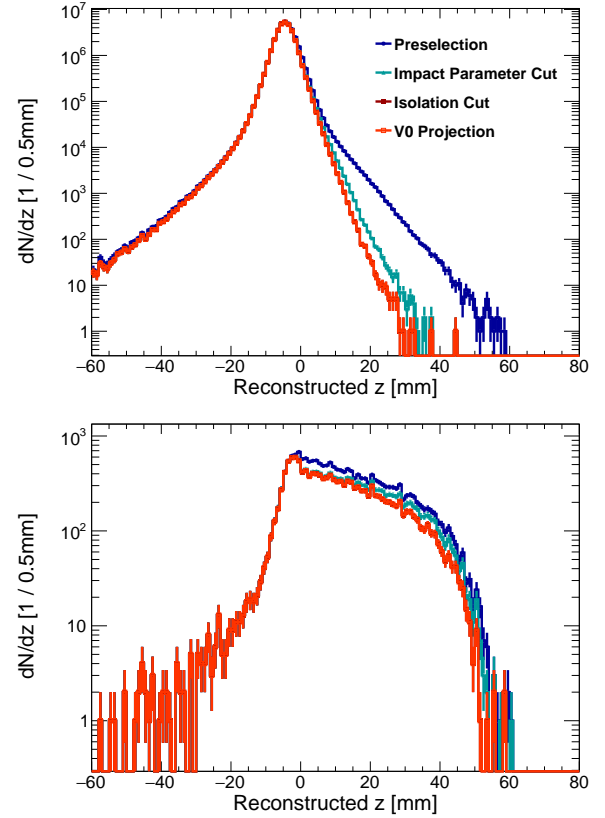 dN/dz [1 / 0.5mm]
10^7
10^6
10^5
10^4
10^3
10^2
10
1
Preselection
Impact Parameter Cut
Isolation Cut
V0 Projection
−60 −40 −20 0 20 40 60 80
Reconstructed z [mm]
dN/dz [1 / 0.5mm]
10^3
10^2
10
1
−60 −40 −20 0 20 40 60 80
Reconstructed z [mm]